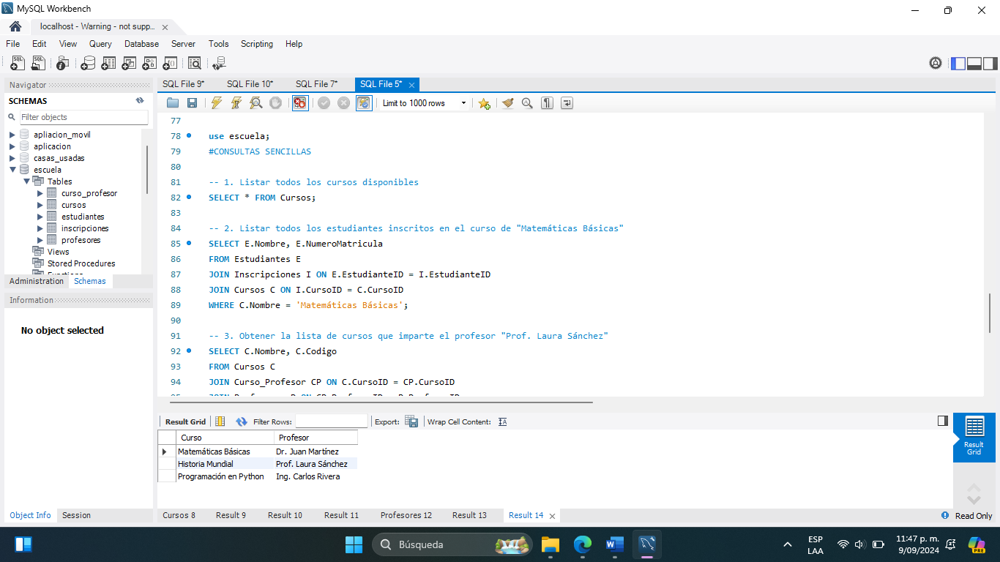 MySQL Workbench
localhost - Warning - not supp...
File Edit View Query Database Server Tools Scripting Help
Navigator
SCHEMAS
Filter objects
apliacion_movil
aplicacion
casas_usadas
escuela
Tables
curso_profesor
cursos
estudiantes
inscripciones
profesores
Views
Stored Procedures
Administration Schemas
Information
No object selected
Object Info Session
SQL File 9* SQL File 10* SQL File 7* SQL File 5*
Limit to 1000 rows
77
78 use escuela;
79 #CONSULTAS SENCILLAS
80
81 -- 1. Listar todos los cursos disponibles
82 SELECT * FROM Cursos;
83
84 -- 2. Listar todos los estudiantes inscritos en el curso de "Matemáticas Básicas"
85 SELECT E.Nombre, E.NumeroMatricula
86 FROM Estudiantes E
87 JOIN Inscripciones I ON E.EstudianteID = I.EstudianteID
88 JOIN Cursos C ON I.CursoID = C.CursoID
89 WHERE C.Nombre = 'Matemáticas Básicas';
90
91 -- 3. Obtener la lista de cursos que imparte el profesor "Prof. Laura Sánchez"
92 SELECT C.Nombre, C.Codigo
93 FROM Cursos C
94 JOIN Curso_Profesor CP ON C.CursoID = CP.CursoID
Result Grid Filter Rows: Export: Wrap Cell Content:
Curso Profesor
Matemáticas Básicas Dr. Juan Martínez
Historia Mundial Prof. Laura Sánchez
Programación en Python Ing. Carlos Rivera
Result
Grid
Cursos 8 Result 9 Result 10 Result 11 Profesores 12 Result 13 Result 14
Read Only
Búsqueda
ESP
LAA
11:47 p. m.
9/09/2024
PRE